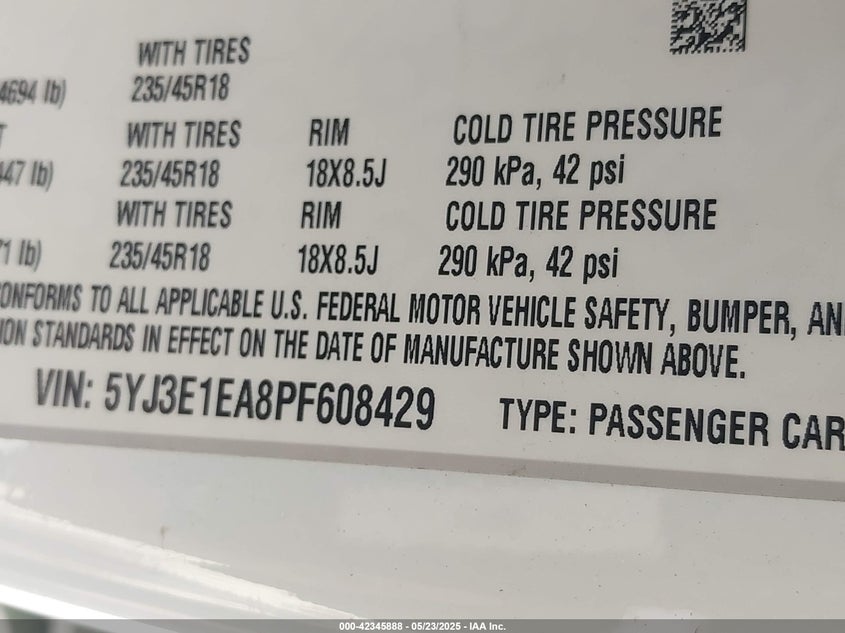 WITH TIRES
4694 lb) 235/45R18
WITH TIRES RIM COLD TIRE PRESSURE
447 lb) 235/45R18 18X8.5J 290 kPa, 42 psi
WITH TIRES RIM COLD TIRE PRESSURE
1 lb) 235/45R18 18X8.5J 290 kPa, 42 psi
CONFORMS TO ALL APPLICABLE U.S. FEDERAL MOTOR VEHICLE SAFETY, BUMPER, AN
ION STANDARDS IN EFFECT ON THE DATE OF MANUFACTURE SHOWN ABOVE.
VIN: 5YJ3E1EA8PF608429 TYPE: PASSENGER CAR
000-42345888 - 05/23/2025 - IAA Inc.